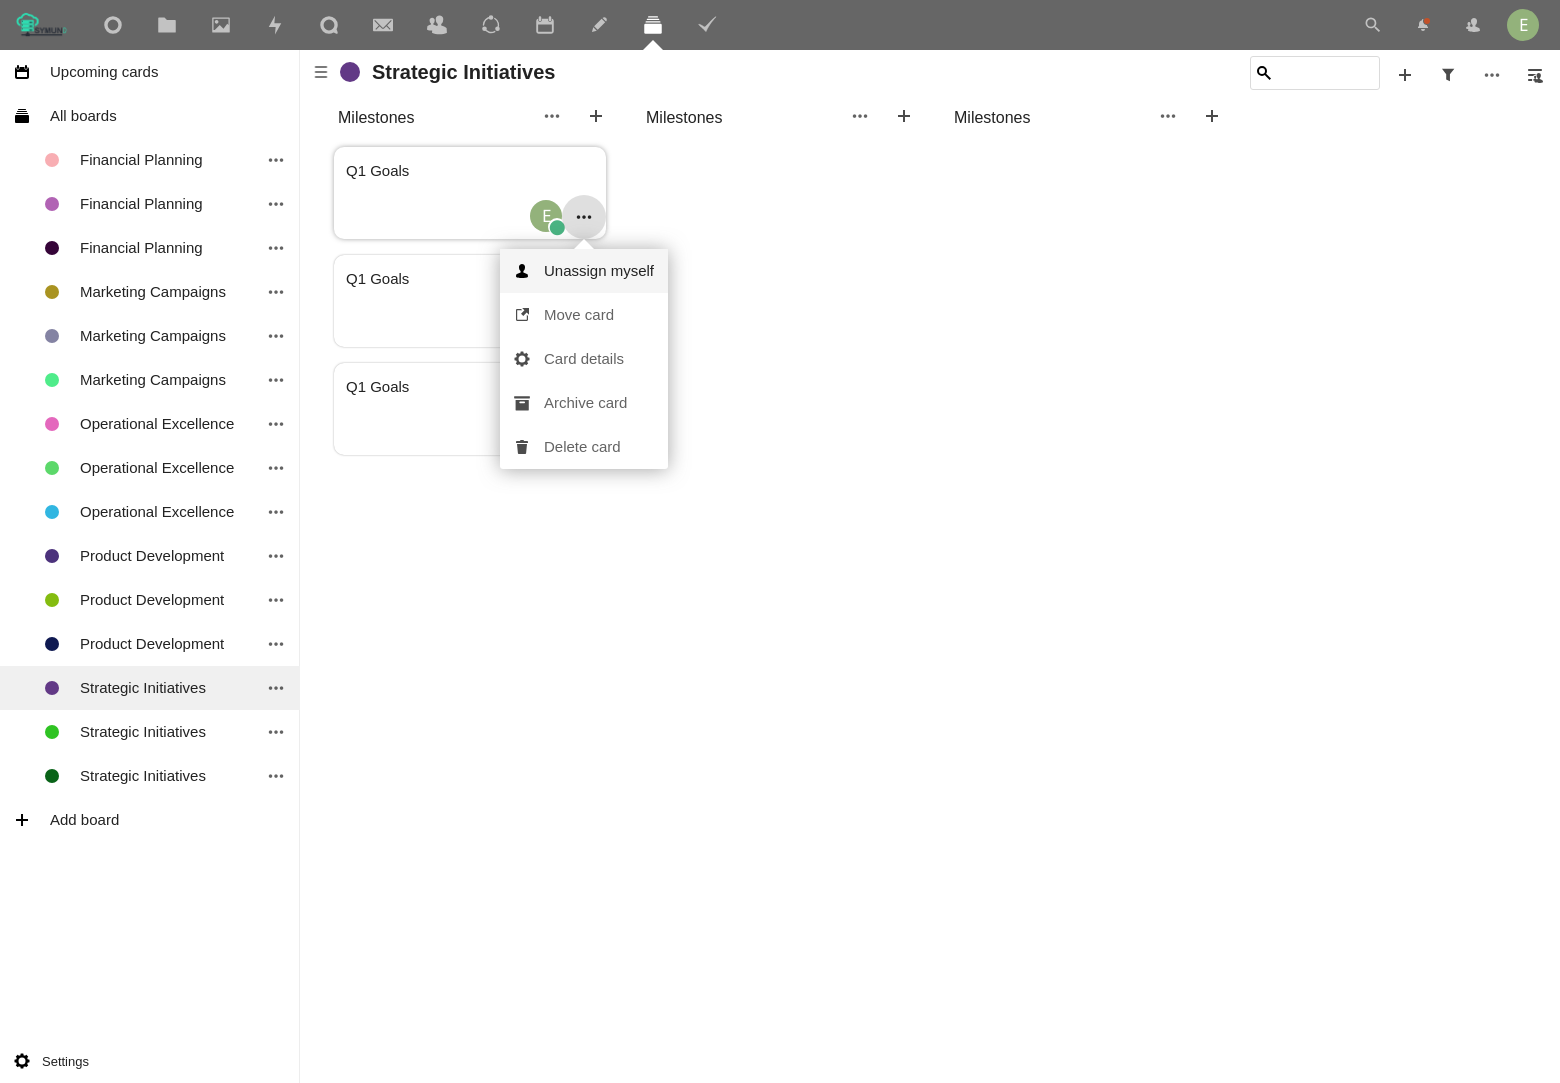 E
Upcoming cards
All boards
Financial Planning
Financial Planning
Financial Planning
Marketing Campaigns
Marketing Campaigns
Marketing Campaigns
Operational Excellence
Operational Excellence
Operational Excellence
Product Development
Product Development
Product Development
Strategic Initiatives
Strategic Initiatives
Strategic Initiatives
Add board
Settings
Strategic Initiatives
Milestones
Milestones
Milestones
Q1 Goals
E
Q1 Goals
Q1 Goals
Unassign myself
Move card
Card details
Archive card
Delete card